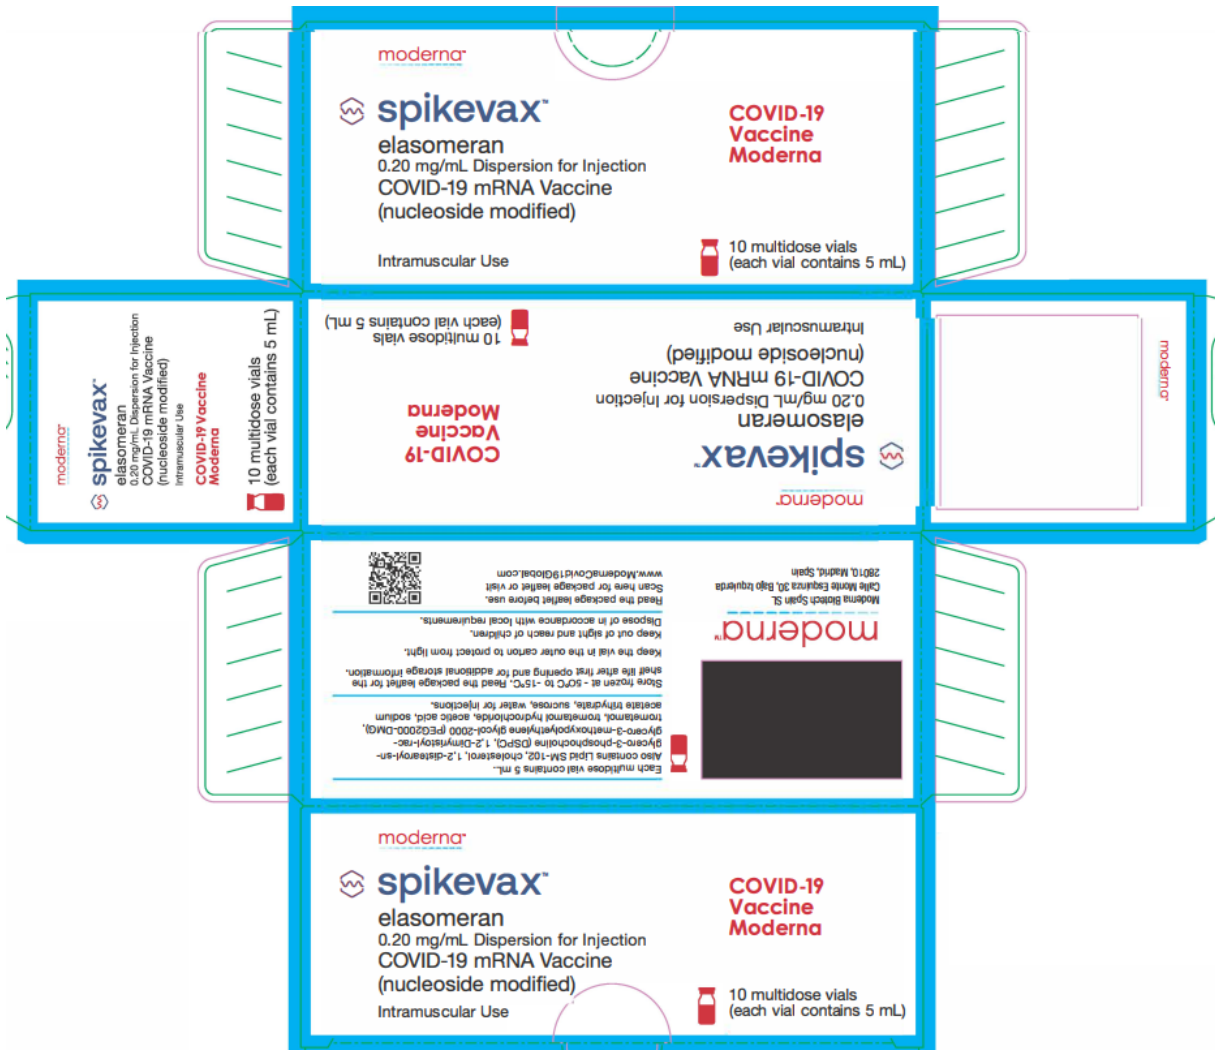 moderna™
spikevax™
elasomeran
0.20 mg/mL Dispersion for Injection
COVID-19 mRNA Vaccine
(nucleoside modified)
Intramuscular Use
COVID-19
Vaccine
Moderna
10 multidose vials
(each vial contains 5 mL)
moderna™
spikevax™
elasomeran
0.20 mg/mL Dispersion for Injection
COVID-19 mRNA Vaccine
(nucleoside modified)
Intramuscular Use
COVID-19 Vaccine
Moderna
10 multidose vials
(each vial contains 5 mL)
moderna™
spikevax™
elasomeran
0.20 mg/mL Dispersion for Injection
COVID-19 mRNA Vaccine
(nucleoside modified)
Intramuscular Use
COVID-19
Vaccine
Moderna
10 multidose vials
(each vial contains 5 mL)
moderna™
Each multidose vial contains 5 mL.
Also contains Lipid SM-102, cholesterol, 1,2-distearoyl-sn-
glycero-3-phosphocholine (DSPC), 1,2-Dimyristoyl-rac-
glycero-3-methoxypolyethylene glycol-2000 (PEG2000-DMG),
trometamol, trometamol hydrochloride, acetic acid, sodium
acetate trihydrate, sucrose, water for injections.
Store frozen at - 50ºC to -15ºC. Read the package leaflet for the
shelf life after first opening and for additional storage information.
Keep the vial in the outer carton to protect from light.
Keep out of sight and reach of children.
Dispose of in accordance with local requirements.
Read the package leaflet before use.
Scan here for package leaflet or visit
www.ModernaCovid19Global.com
moderna™
Moderna Biotech Spain SL
Calle Monte Esquinza 30, Bajo Izquierda
28010, Madrid, Spain
moderna™
spikevax™
elasomeran
0.20 mg/mL Dispersion for Injection
COVID-19 mRNA Vaccine
(nucleoside modified)
Intramuscular Use
COVID-19
Vaccine
Moderna
10 multidose vials
(each vial contains 5 mL)